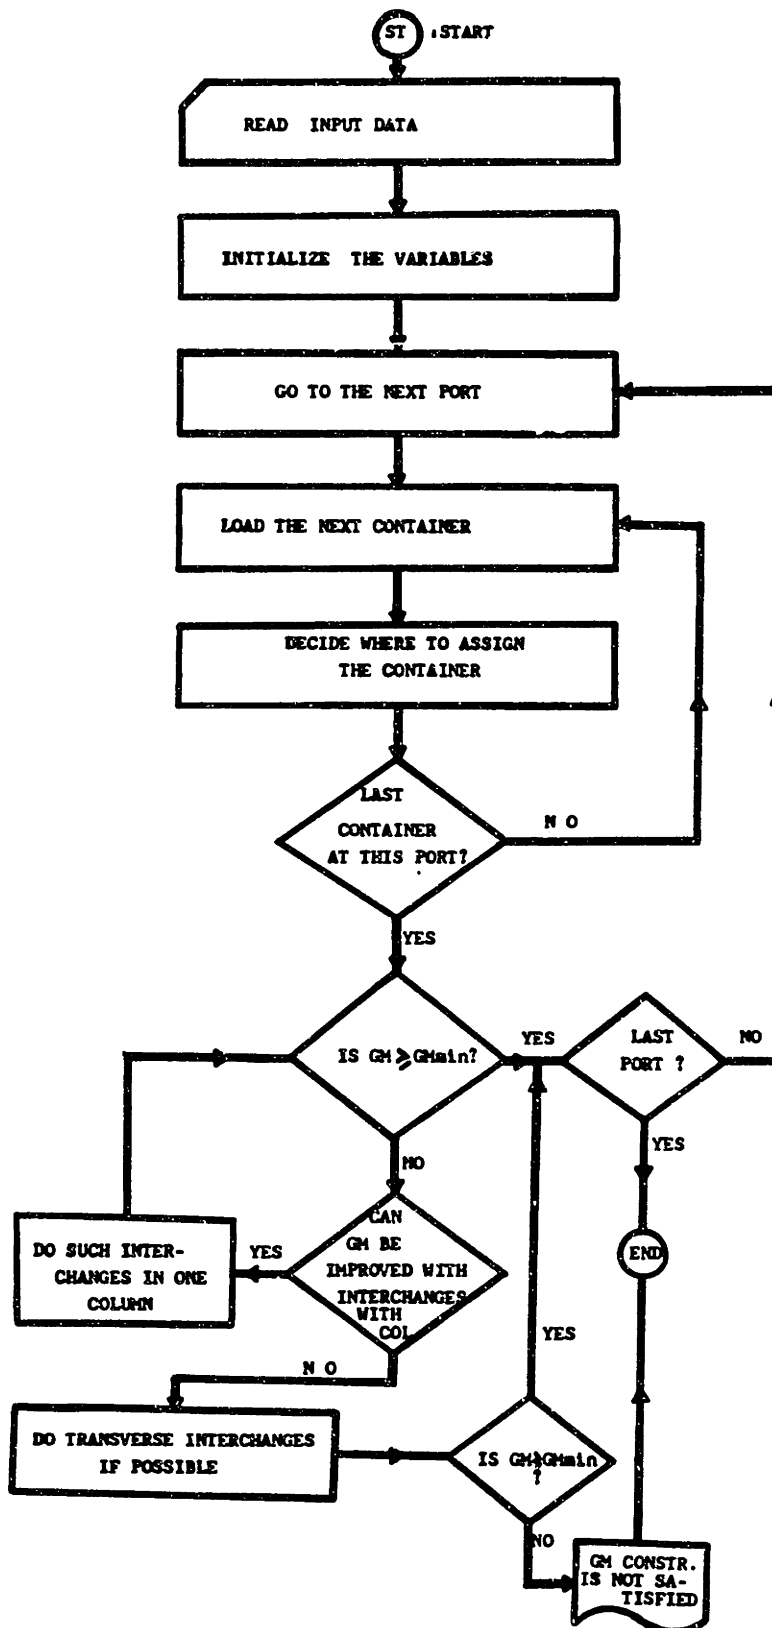 ST : START
READ INPUT DATA
INITIALIZE THE VARIABLES
GO TO THE NEXT PORT
LOAD THE NEXT CONTAINER
DECIDE WHERE TO ASSIGN
THE CONTAINER
LAST
CONTAINER
AT THIS PORT?
N O
YES
IS GM ⩾ GMmin?
YES
LAST
PORT ?
NO
NO
YES
CAN
GM BE
IMPROVED WITH
INTERCHANGES
WITH
COL
YES
DO SUCH INTER-
CHANGES IN ONE
COLUMN
END
N O
YES
DO TRANSVERSE INTERCHANGES
IF POSSIBLE
IS GM⩾GMmin
?
NO
GM CONSTR.
IS NOT SA-
TISFIED